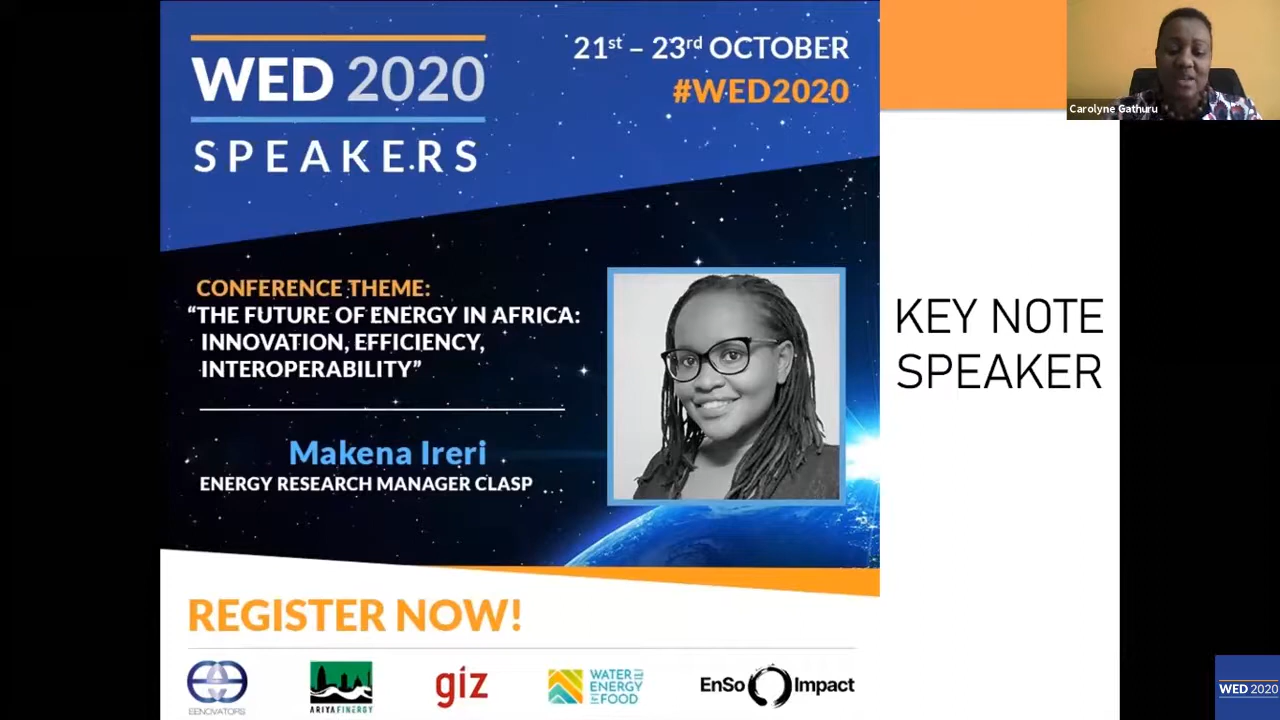 WED 2020
SPEAKERS
21st – 23rd OCTOBER
#WED2020
Carolyne Gathuru
CONFERENCE THEME:
“THE FUTURE OF ENERGY IN AFRICA:
INNOVATION, EFFICIENCY,
INTEROPERABILITY”
Makena Ireri
ENERGY RESEARCH MANAGER CLASP
KEY NOTE
SPEAKER
REGISTER NOW!
EENOVATORS
ARIYA FINERGY
giz
WATER
ENERGY
FOOD
EnSo Impact
WED 2020